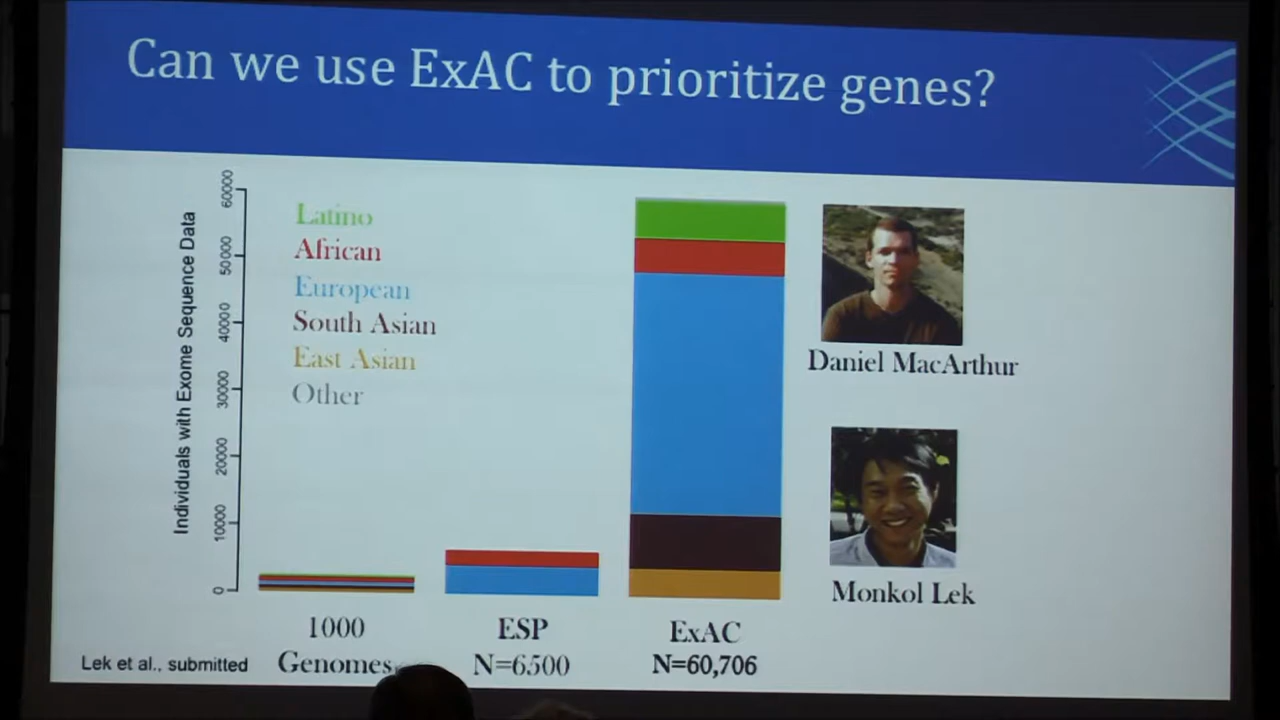 Can we use ExAC to prioritize genes?
Individuals with Exome Sequence Data
60000
50000
40000
30000
20000
10000
0
Latino
African
European
South Asian
East Asian
Other
Daniel MacArthur
Monkol Lek
1000
Genomes
ESP
N=6500
ExAC
N=60,706
Lek et al., submitted